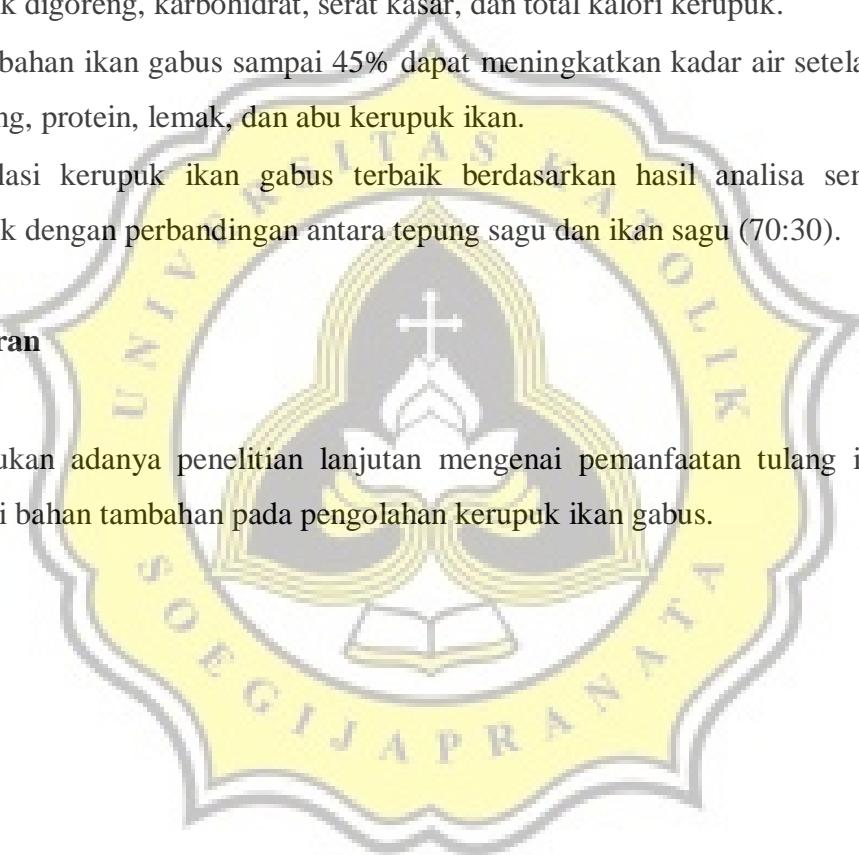 k digoreng, karbohidrat, serat kasar, dan total kalori kerupuk.
bahan ikan gabus sampai 45% dapat meningkatkan kadar air setela
ng, protein, lemak, dan abu kerupuk ikan.
lasi kerupuk ikan gabus terbaik berdasarkan hasil analisa ser
k dengan perbandingan antara tepung sagu dan ikan sagu (70:30).
ran
ukan adanya penelitian lanjutan mengenai pemanfaatan tulang i
i bahan tambahan pada pengolahan kerupuk ikan gabus.
UNIVERSITAS KATOLIK
SOEGIJAPRANATA